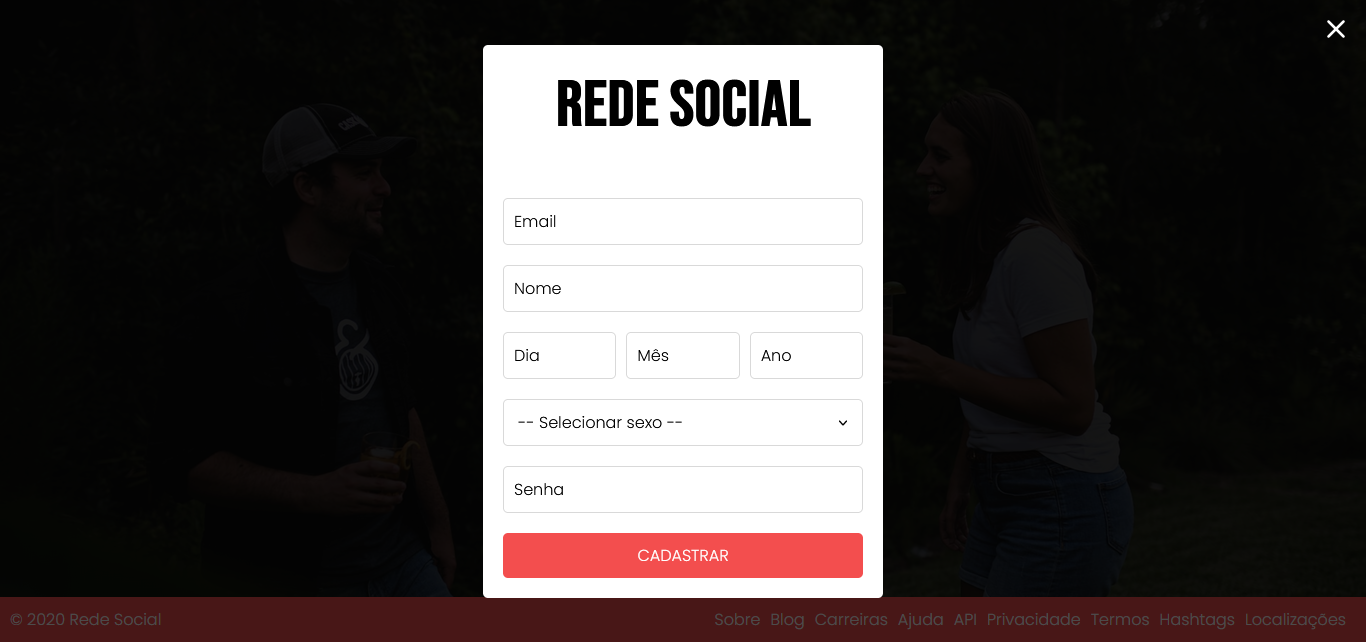 REDE SOCIAL
Email
Nome
Dia Mês Ano
-- Selecionar sexo --
Senha
CADASTRAR
© 2020 Rede Social Sobre Blog Carreiras Ajuda API Privacidade Termos Hashtags Localizações